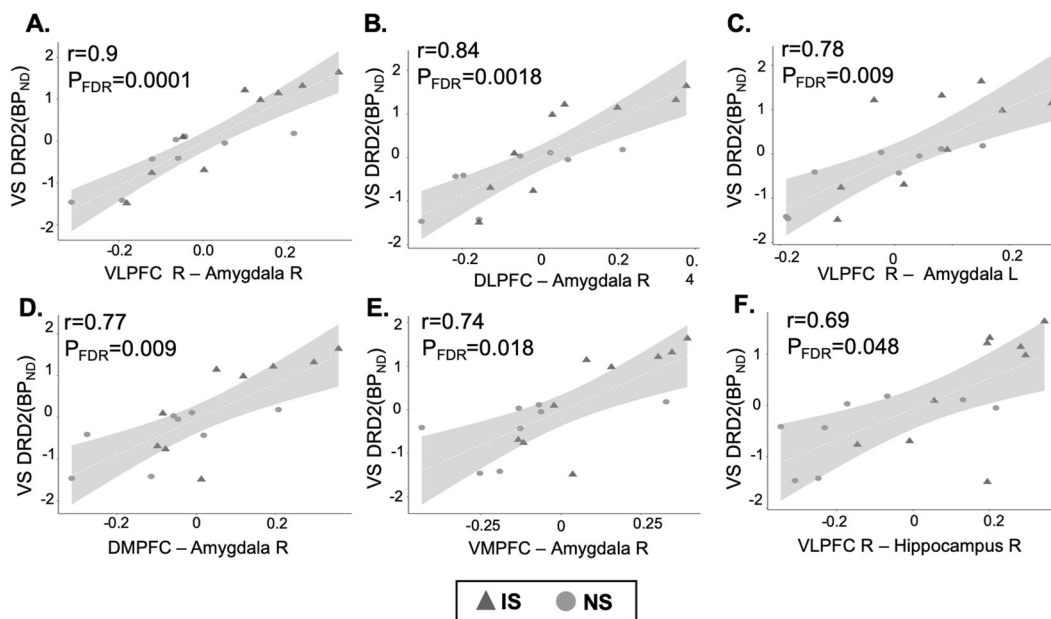 A.
r=0.9
PFDR=0.0001
VS DRD2(BPND)
2
1
0
-1
-2
-0.2
0.0
0.2
VLPFC R – Amygdala R
B.
r=0.84
PFDR=0.0018
VS DRD2(BPND)
2
1
0
-1
-2
-0.2
0
0.2
0.
4
DLPFC – Amygdala R
C.
r=0.78
PFDR=0.009
VS DRD2(BPND)
2
1
0
-1
-2
-0.2
-0.1
0
0.1
0.2
VLPFC R – Amygdala L
D.
r=0.77
PFDR=0.009
VS DRD2(BPND)
2
1
0
-1
-2
-0.2
0
0.2
DMPFC – Amygdala R
E.
r=0.74
PFDR=0.018
VS DRD2(BPND)
2
1
0
-1
-2
-0.25
0
0.25
VMPFC – Amygdala R
F.
r=0.69
PFDR=0.048
VS DRD2(BPND)
1
0
-1
-2
-0.2
0
0.2
VLPFC R – Hippocampus R
IS NS